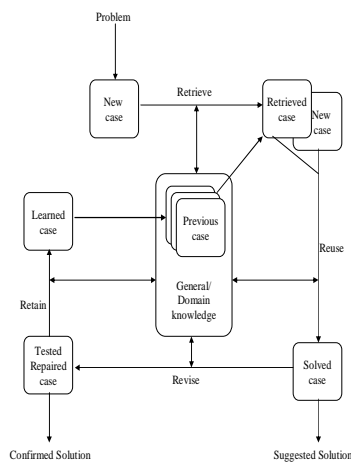 Problem
New
case
Retrieve
Retrieved
case
New
case
Learned
case
Previous
case
Reuse
General/
Domain
knowledge
Retain
Tested
Repaired
case
Revise
Solved
case
Confirmed Solution
Suggested Solution